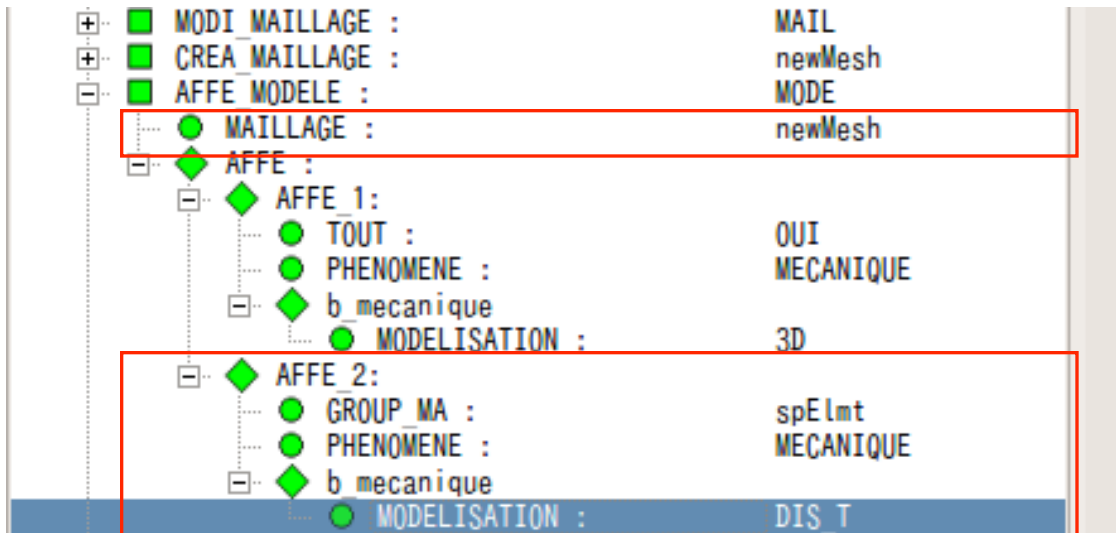 MODI_MAILLAGE : MAIL
CREA_MAILLAGE : newMesh
AFFE_MODELE : MODE
MAILLAGE : newMesh
AFFE :
AFFE_1:
TOUT : OUI
PHENOMENE : MECANIQUE
b_mecanique
MODELISATION : 3D
AFFE_2:
GROUP_MA : spElmt
PHENOMENE : MECANIQUE
b_mecanique
MODELISATION : DIS_T